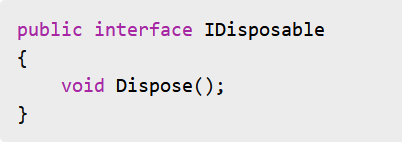 public interface IDisposable
{
    void Dispose();
}